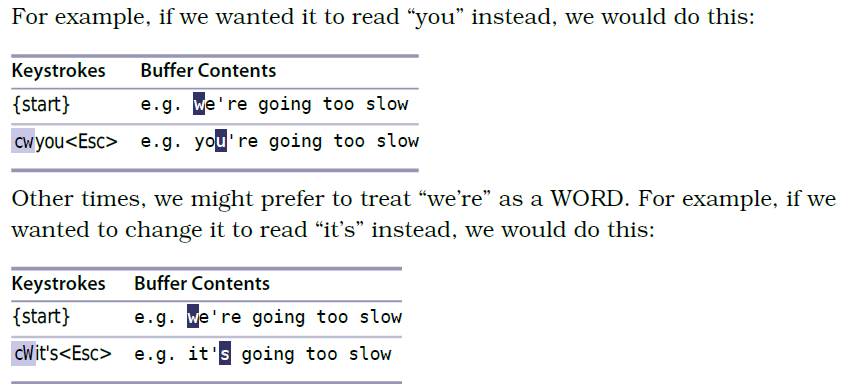 For example, if we wanted it to read “you” instead, we would do this:
Keystrokes Buffer Contents
{start} e.g. we're going too slow
cwyou<Esc> e.g. you're going too slow
Other times, we might prefer to treat “we’re” as a WORD. For example, if we
wanted to change it to read “it’s” instead, we would do this:
Keystrokes Buffer Contents
{start} e.g. we're going too slow
cWit's<Esc> e.g. it's going too slow